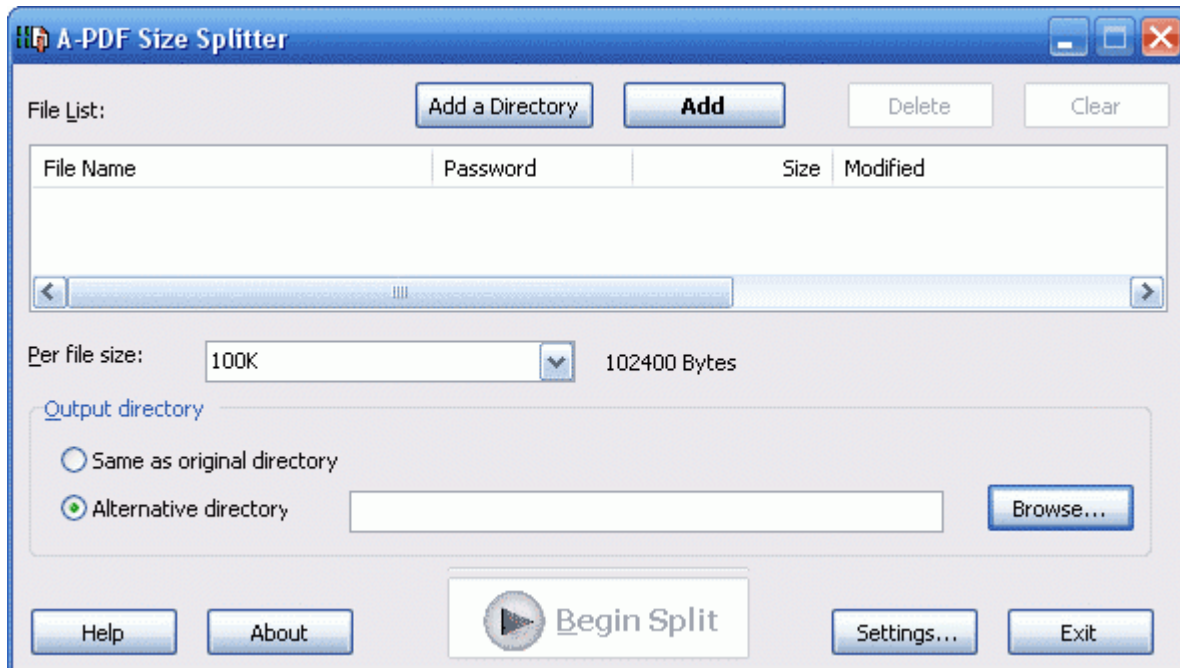 A-PDF Size Splitter
File List:
Add a Directory
Add
Delete
Clear
File Name Password Size Modified
Per file size: 100K 102400 Bytes
Output directory
Same as original directory
Alternative directory
Browse...
Begin Split
Help
About
Settings...
Exit